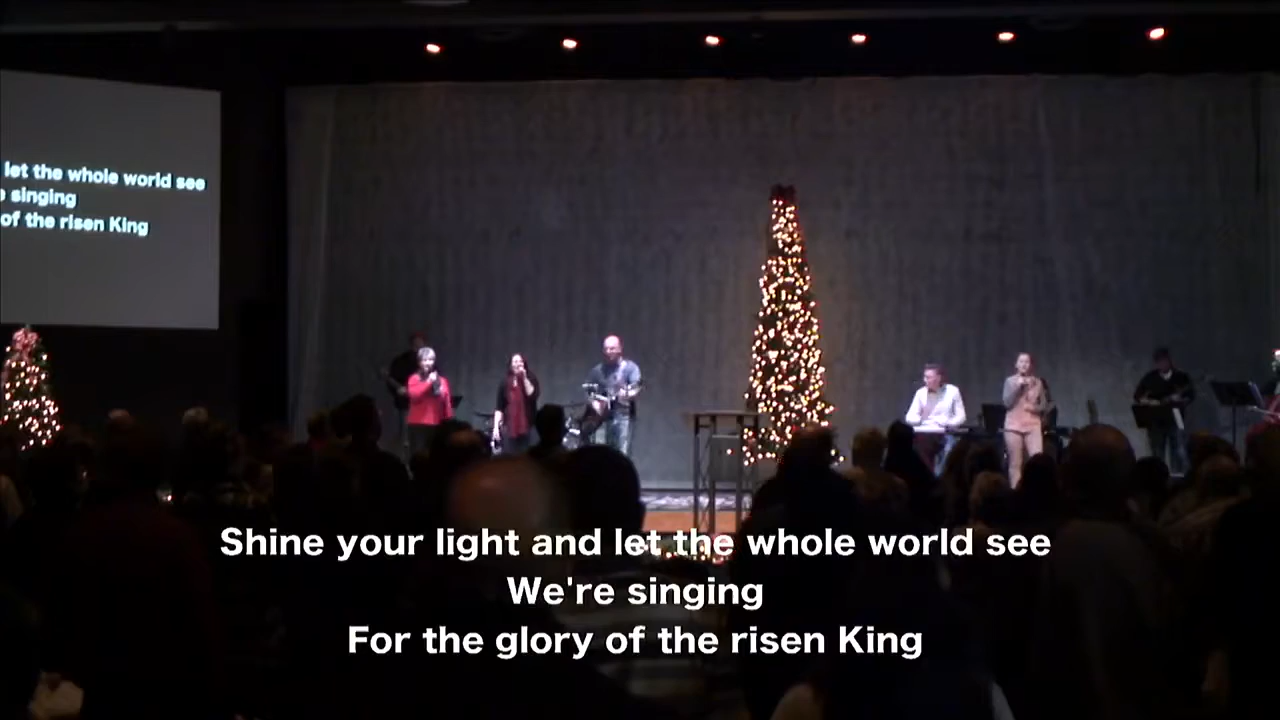 let the whole world see
singing
of the risen King
Shine your light and let the whole world see
We're singing
For the glory of the risen King